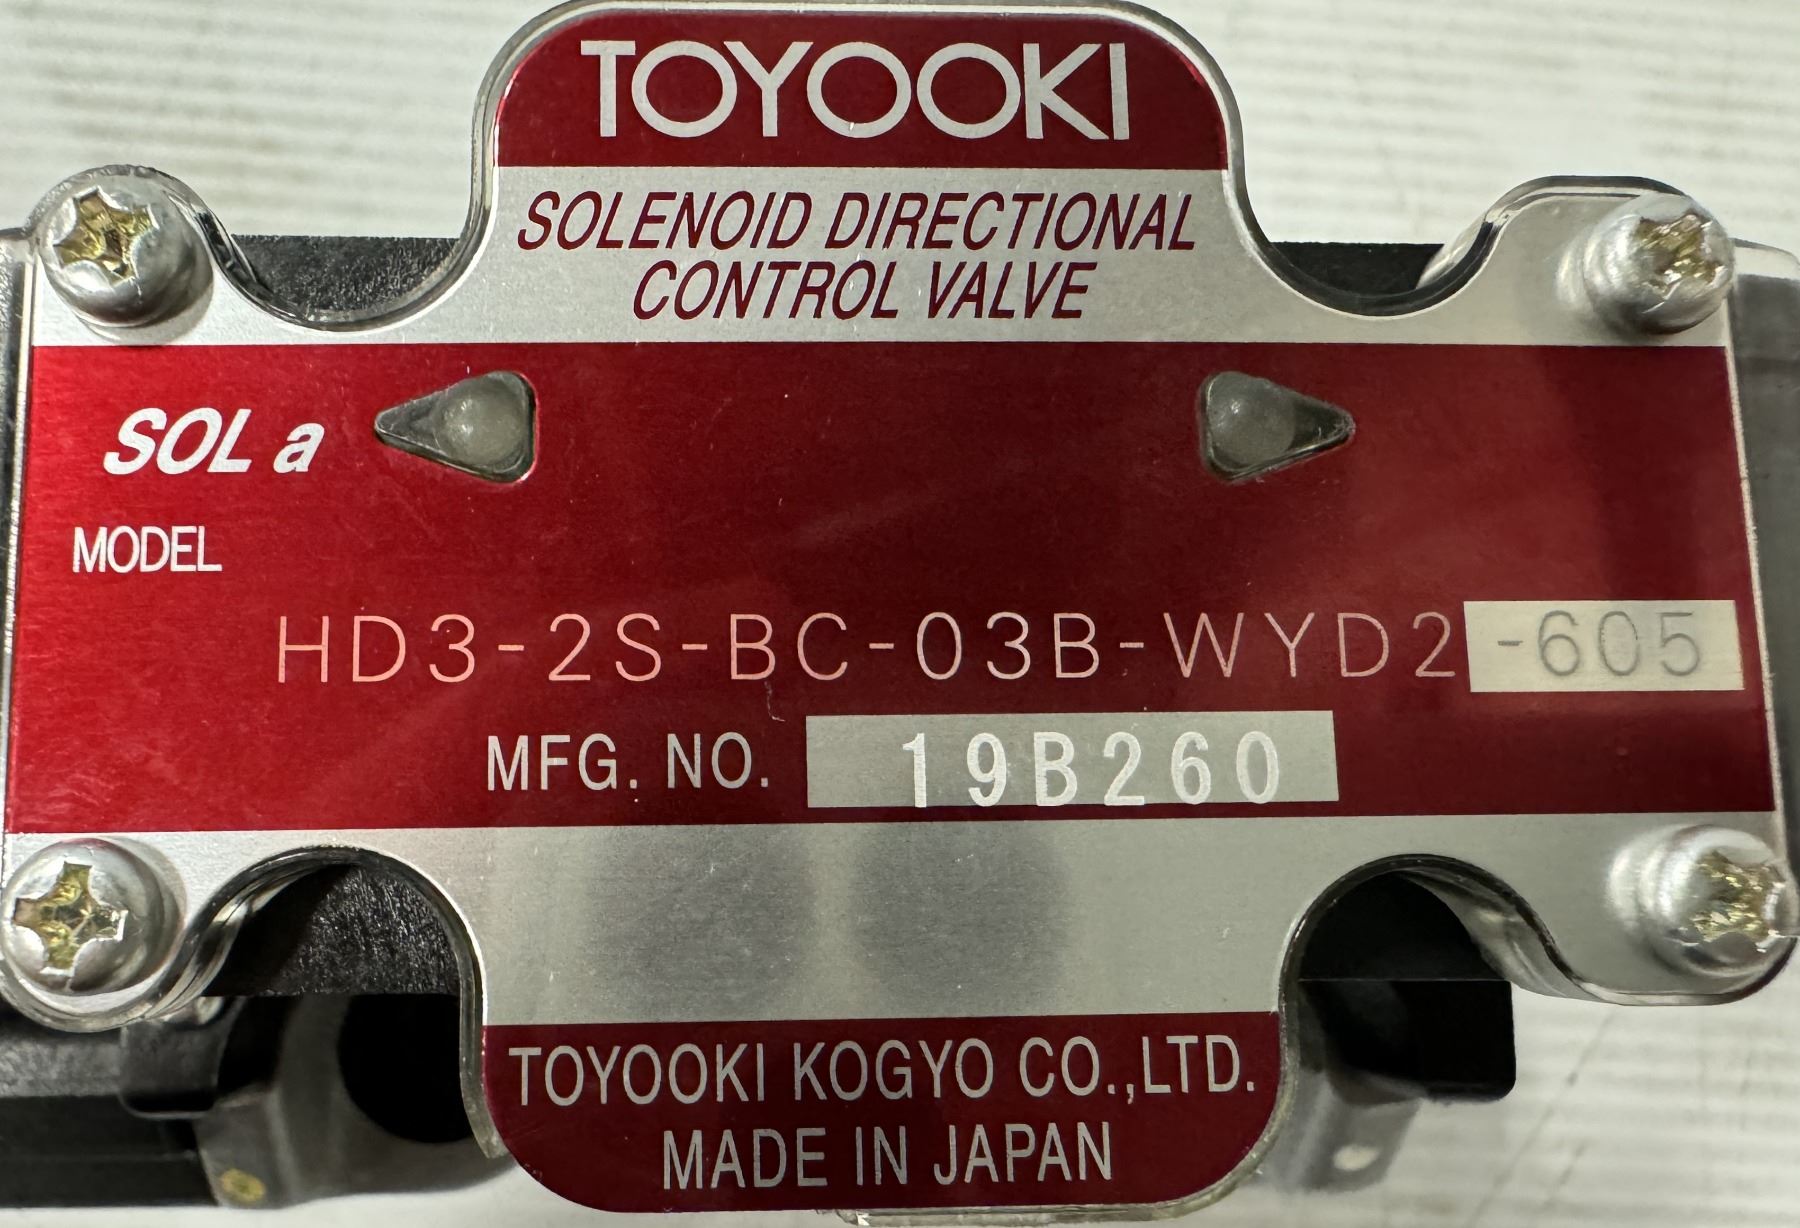 TOYOOKI
SOLENOID DIRECTIONAL
CONTROL VALVE
SOL a
MODEL
HD3-2S-BC-03B-WYD2-605
MFG. NO. 19B260
TOYOOKI KOGYO CO.,LTD.
MADE IN JAPAN